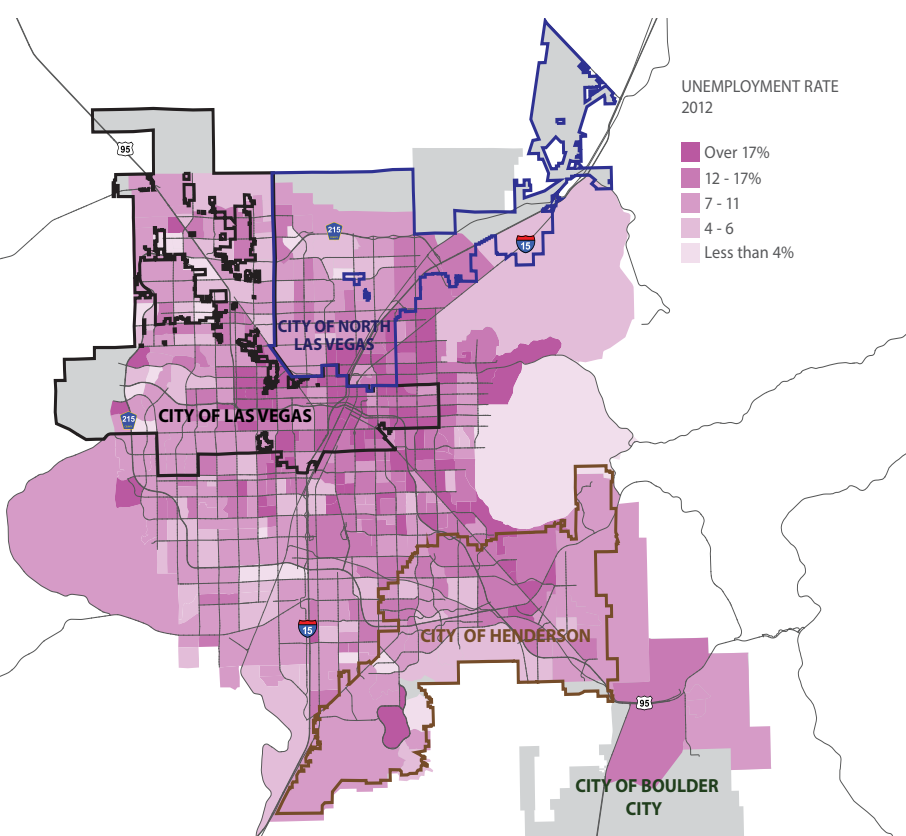 UNEMPLOYMENT RATE
2012
Over 17%
12 - 17%
7 - 11
4 - 6
Less than 4%
95
215
15
CITY OF NORTH
LAS VEGAS
215
CITY OF LAS VEGAS
15
CITY OF HENDERSON
95
CITY OF BOULDER
CITY